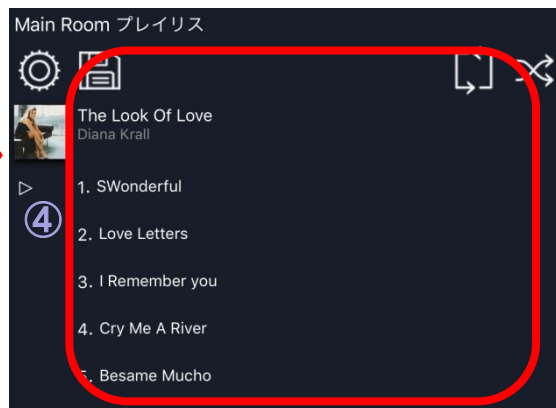 Main Room プレイリス
The Look Of Love
Diana Krall
1. SWonderful
④
2. Love Letters
3. I Remember you
4. Cry Me A River
5. Besame Mucho